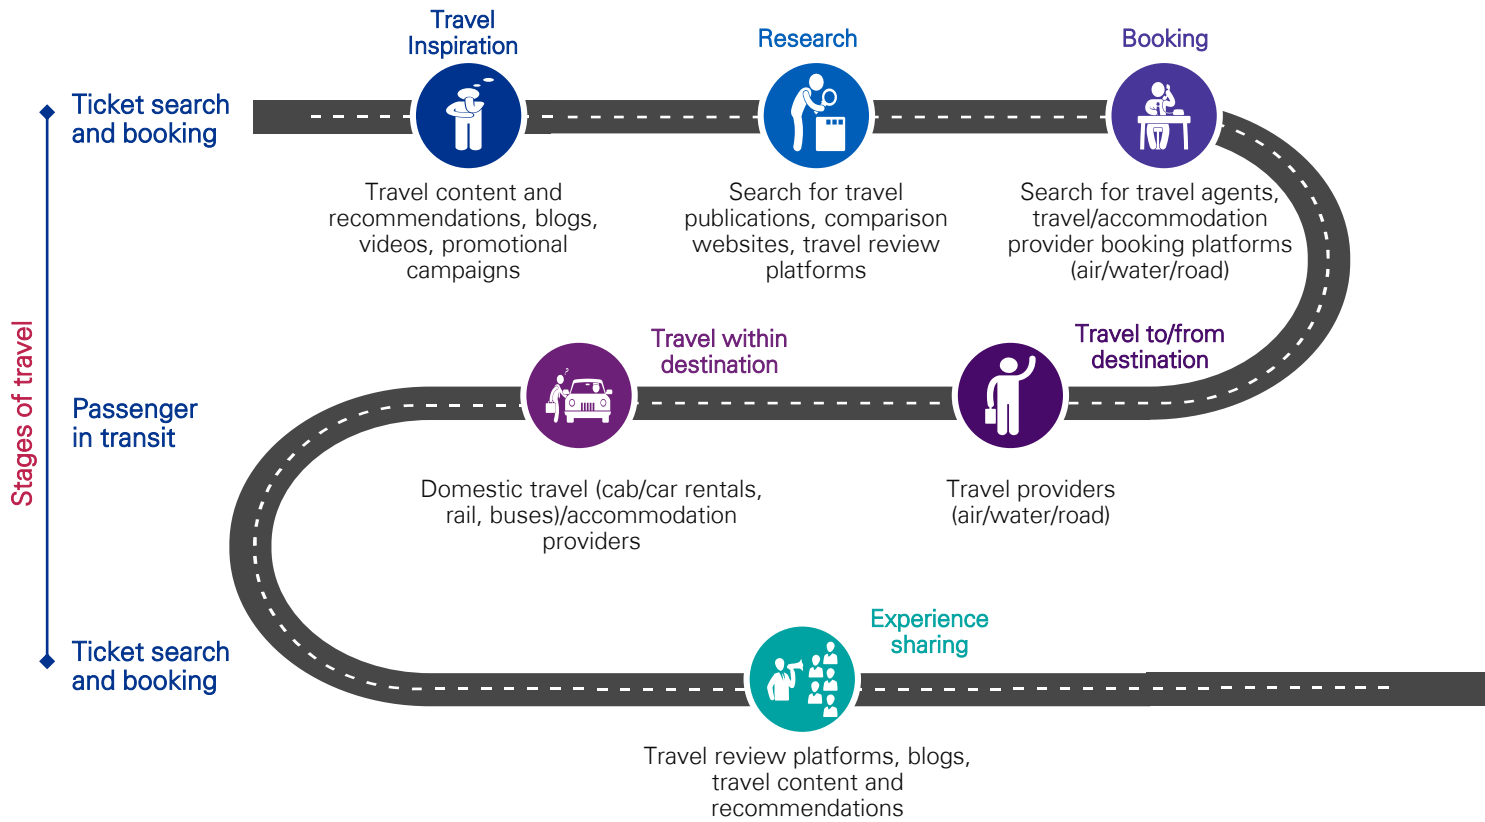 Stages of travel
Ticket search
and booking
Travel
Inspiration
Travel content and
recommendations, blogs,
videos, promotional
campaigns
Research
Search for travel
publications, comparison
websites, travel review
platforms
Booking
Search for travel agents,
travel/accommodation
provider booking platforms
(air/water/road)
Passenger
in transit
Travel within
destination
Domestic travel (cab/car rentals,
rail, buses)/accommodation
providers
Travel to/from
destination
Travel providers
(air/water/road)
Ticket search
and booking
Experience
sharing
Travel review platforms, blogs,
travel content and
recommendations